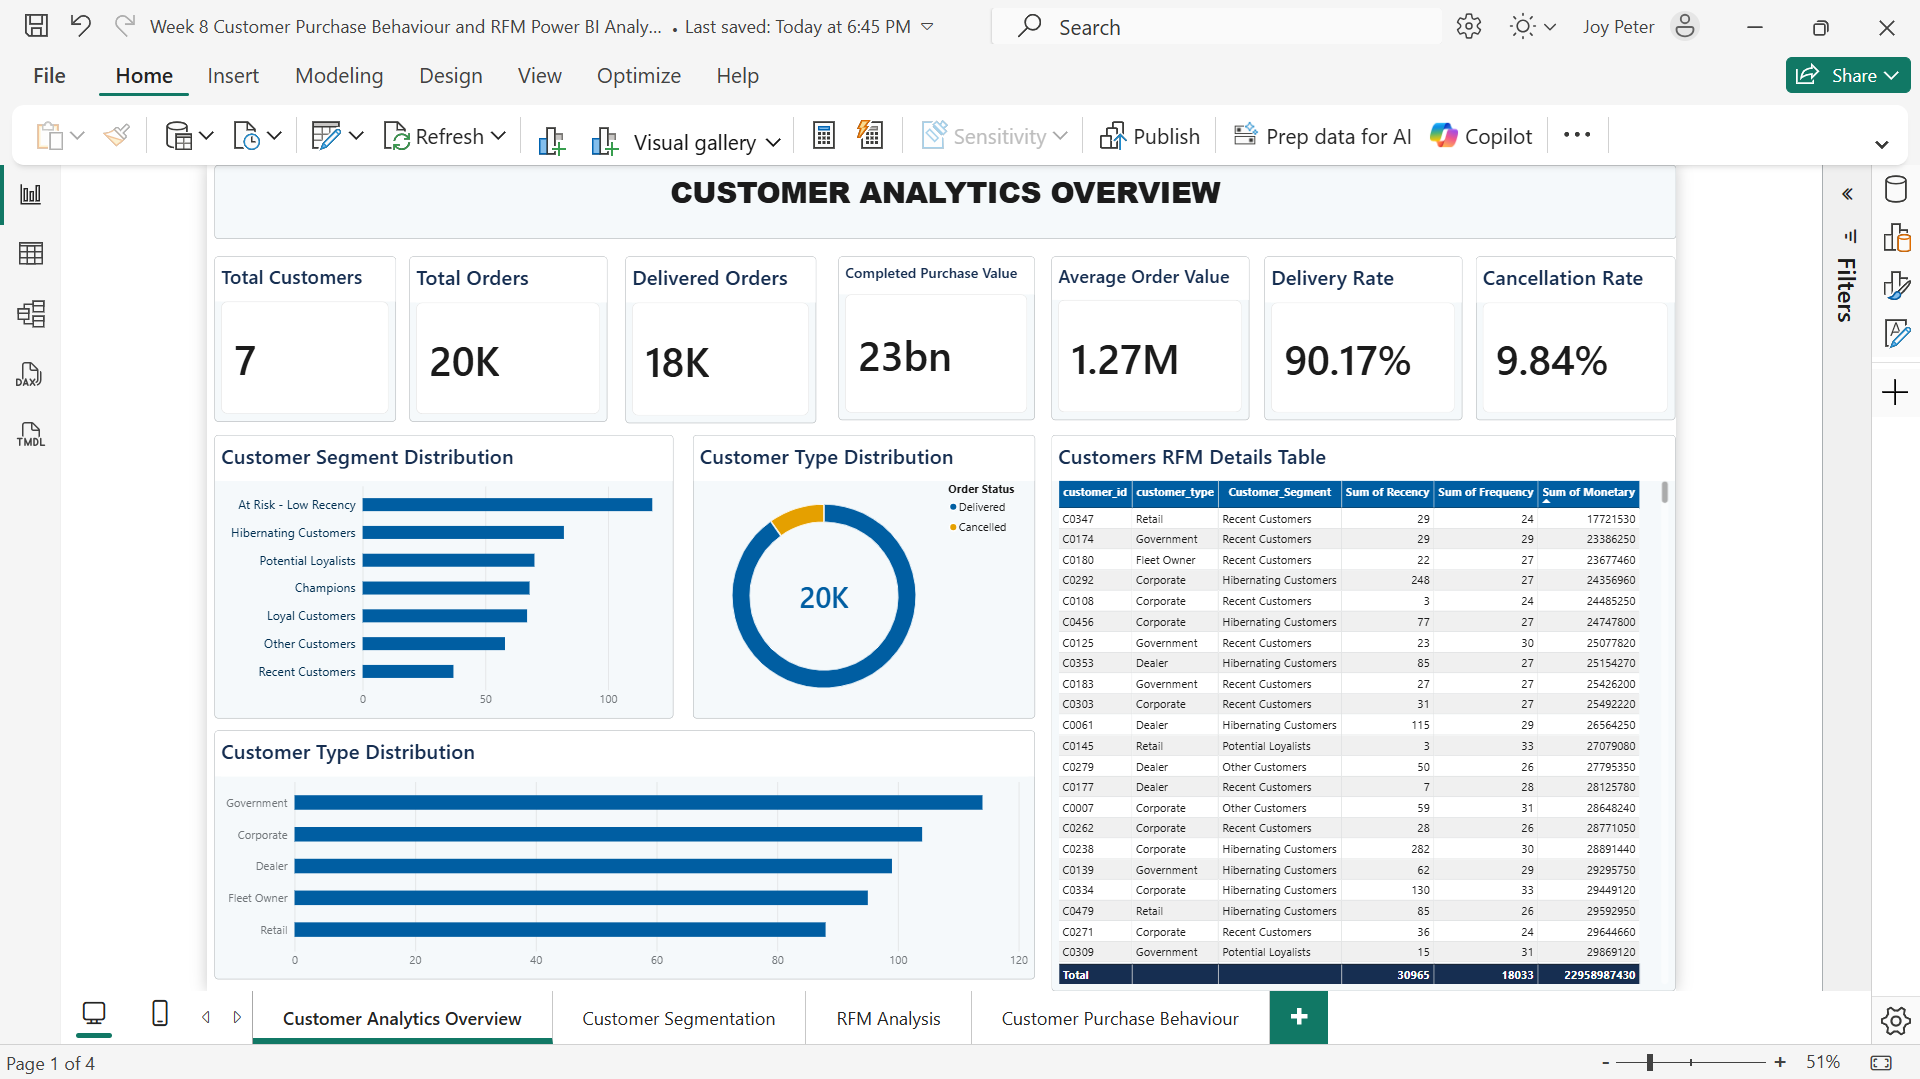 Week 8 Customer Purchase Behaviour and RFM Power BI Analy... • Last saved: Today at 6:45 PM
Search
Joy Peter
File Home Insert Modeling Design View Optimize Help
Share
Refresh
Visual gallery
Sensitivity
Publish
Prep data for AI
Copilot
DAX
TMDL
CUSTOMER ANALYTICS OVERVIEW
Total Customers
7
Total Orders
20K
Delivered Orders
18K
Completed Purchase Value
23bn
Average Order Value
1.27M
Delivery Rate
90.17%
Cancellation Rate
9.84%
Filters
Customer Segment Distribution
At Risk - Low Recency
Hibernating Customers
Potential Loyalists
Champions
Loyal Customers
Other Customers
Recent Customers
0 50 100
Customer Type Distribution
Order Status
Delivered
Cancelled
20K
Customer Type Distribution
Government
Corporate
Dealer
Fleet Owner
Retail
0 20 40 60 80 100 120
Customers RFM Details Table
customer_id customer_type Customer_Segment Sum of Recency Sum of Frequency Sum of Monetary
C0347 Retail Recent Customers 29 24 17721530
C0174 Government Recent Customers 29 29 23386250
C0180 Fleet Owner Recent Customers 22 27 23677460
C0292 Corporate Hibernating Customers 248 27 24356960
C0108 Corporate Recent Customers 3 24 24485250
C0456 Corporate Hibernating Customers 77 27 24747800
C0125 Government Recent Customers 23 30 25077820
C0353 Dealer Hibernating Customers 85 27 25154270
C0183 Government Recent Customers 27 27 25426200
C0303 Corporate Recent Customers 31 27 25492220
C0061 Dealer Hibernating Customers 115 29 26564250
C0145 Retail Potential Loyalists 3 33 27079080
C0279 Dealer Other Customers 50 26 27795350
C0177 Dealer Recent Customers 7 28 28125780
C0007 Corporate Other Customers 59 31 28648240
C0262 Corporate Recent Customers 28 26 28771050
C0238 Corporate Hibernating Customers 282 30 28891440
C0139 Government Hibernating Customers 62 29 29295750
C0334 Corporate Hibernating Customers 130 33 29449120
C0479 Retail Hibernating Customers 85 26 29592950
C0271 Corporate Recent Customers 36 24 29644660
C0309 Government Potential Loyalists 15 31 29869120
Total 30965 18033 22958987430
Customer Analytics Overview Customer Segmentation RFM Analysis Customer Purchase Behaviour
Page 1 of 4
- + 51%